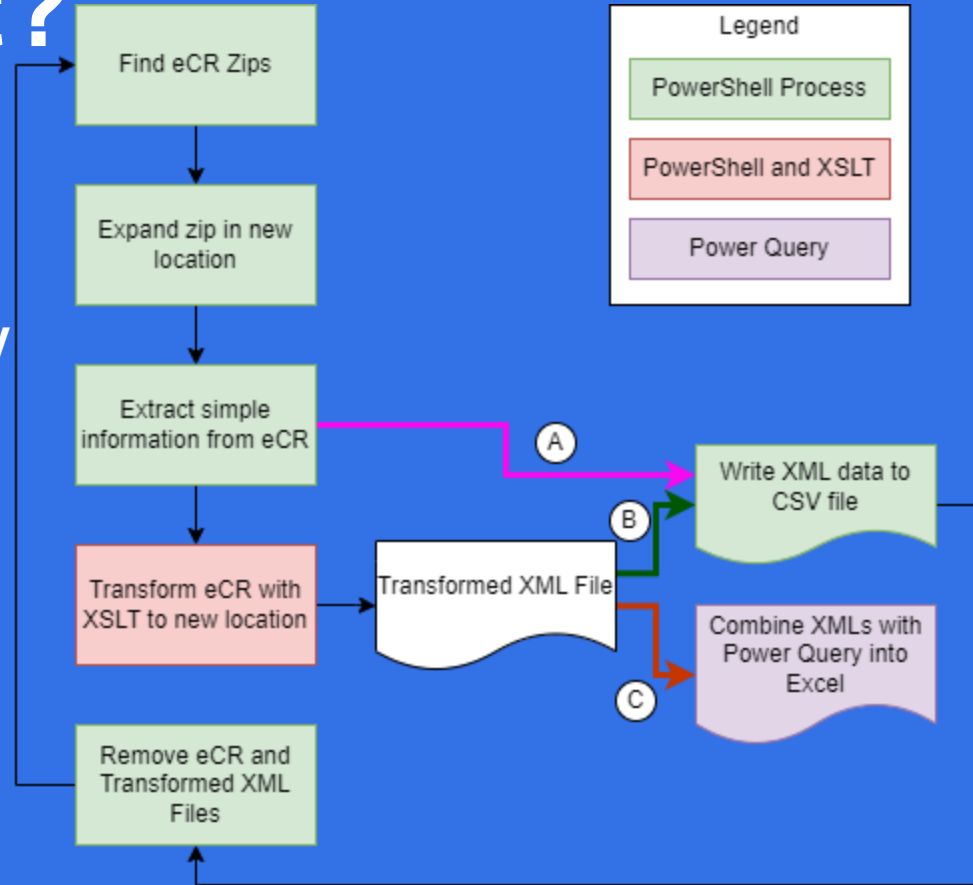 ?
Find eCR Zips
Legend
PowerShell Process
PowerShell and XSLT
Power Query
Expand zip in new
location
Extract simple
information from eCR
A
Write XML data to
CSV file
B
Transform eCR with
XSLT to new location
Transformed XML File
Combine XMLs with
Power Query into
Excel
C
Remove eCR and
Transformed XML
Files